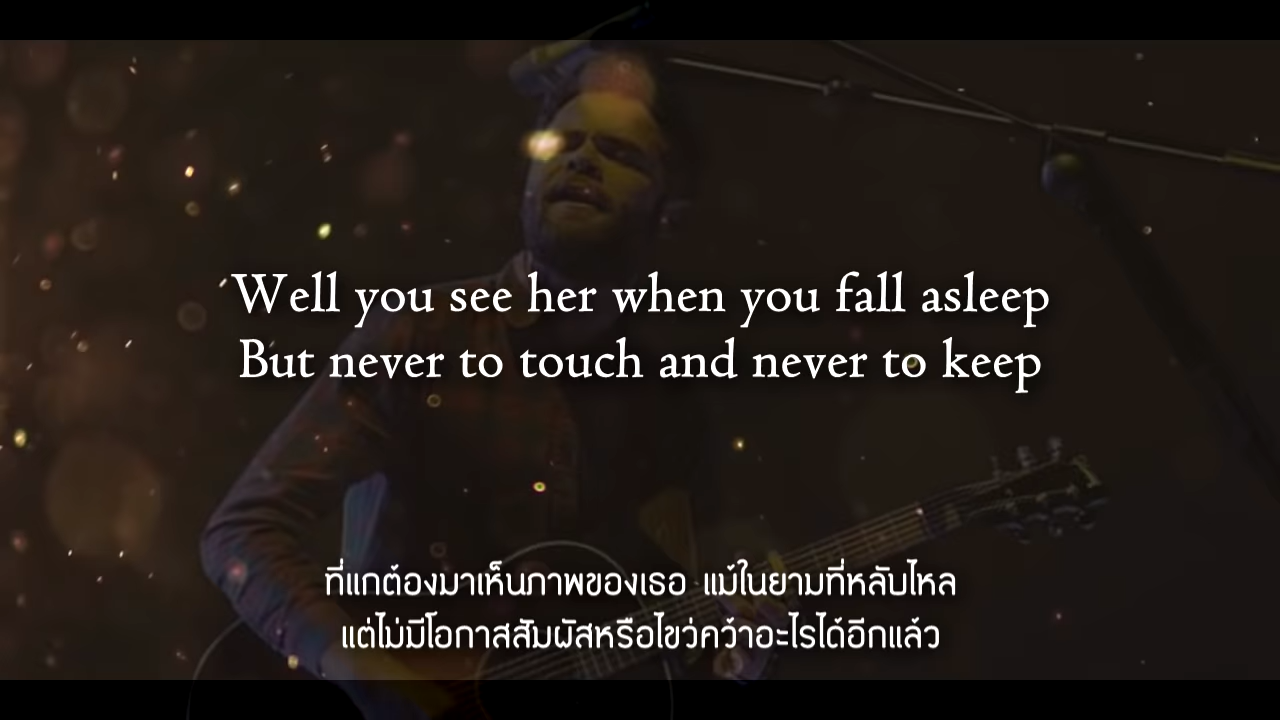 Well you see her when you fall asleep
But never to touch and never to keep
ที่แกต้องมาเห็นภาพของเธอ แม้ในยามที่หลับไหล
แต่ไม่มีโอกาสสัมผัสหรือไขว่คว้าอะไรได้อีกแล้ว